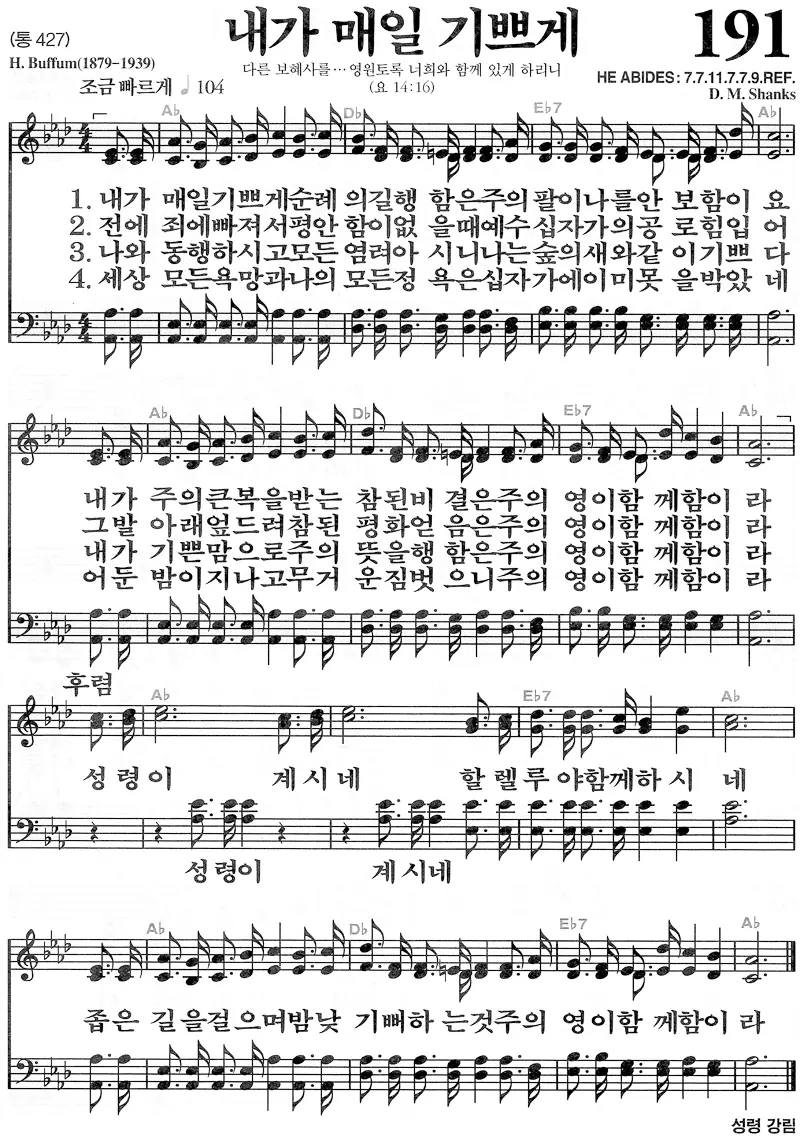 (통 427)
내가 매일 기쁘게
191
H. Buffum(1879-1939)
다른 보혜사를…영원토록 너희와 함께 있게 하리니
(요 14:16)
HE ABIDES: 7.7.11.7.7.9.REF.
D. M. Shanks
조금 빠르게 ♩ 104
A♭ D♭ E♭7 A♭
4/4
1. 내가 매일기쁘게순례 의길행 함은주의 팔이나를안 보함이 요
2. 전에 죄에빠져서평안 함이없 을때예수 십자가의공 로힘입 어
3. 나와 동행하시고모든 염려아 시니나는 숲의새와같 이기쁘 다
4. 세상 모든욕망과나의 모든정 욕은십자 가에이미못 을박았 네
4/4
A♭ D♭ E♭7 A♭
내가 주의큰복을받는 참된비 결은주의 영이함 께함이 라
그발 아래엎드려참된 평화얻 음은주의 영이함 께함이 라
내가 기쁜맘으로주의 뜻을행 함은주의 영이함 께함이 라
어둔 밤이지나고무거 운짐벗 으니주의 영이함 께함이 라
후렴
A♭ E♭7 A♭
성령이 계시네 할렐루 야함께하시 네
성령이 계시네
A♭ D♭ E♭7 A♭
좁은 길을걸으며밤낮 기뻐하 는것주의 영이함 께함이 라
성령 강림